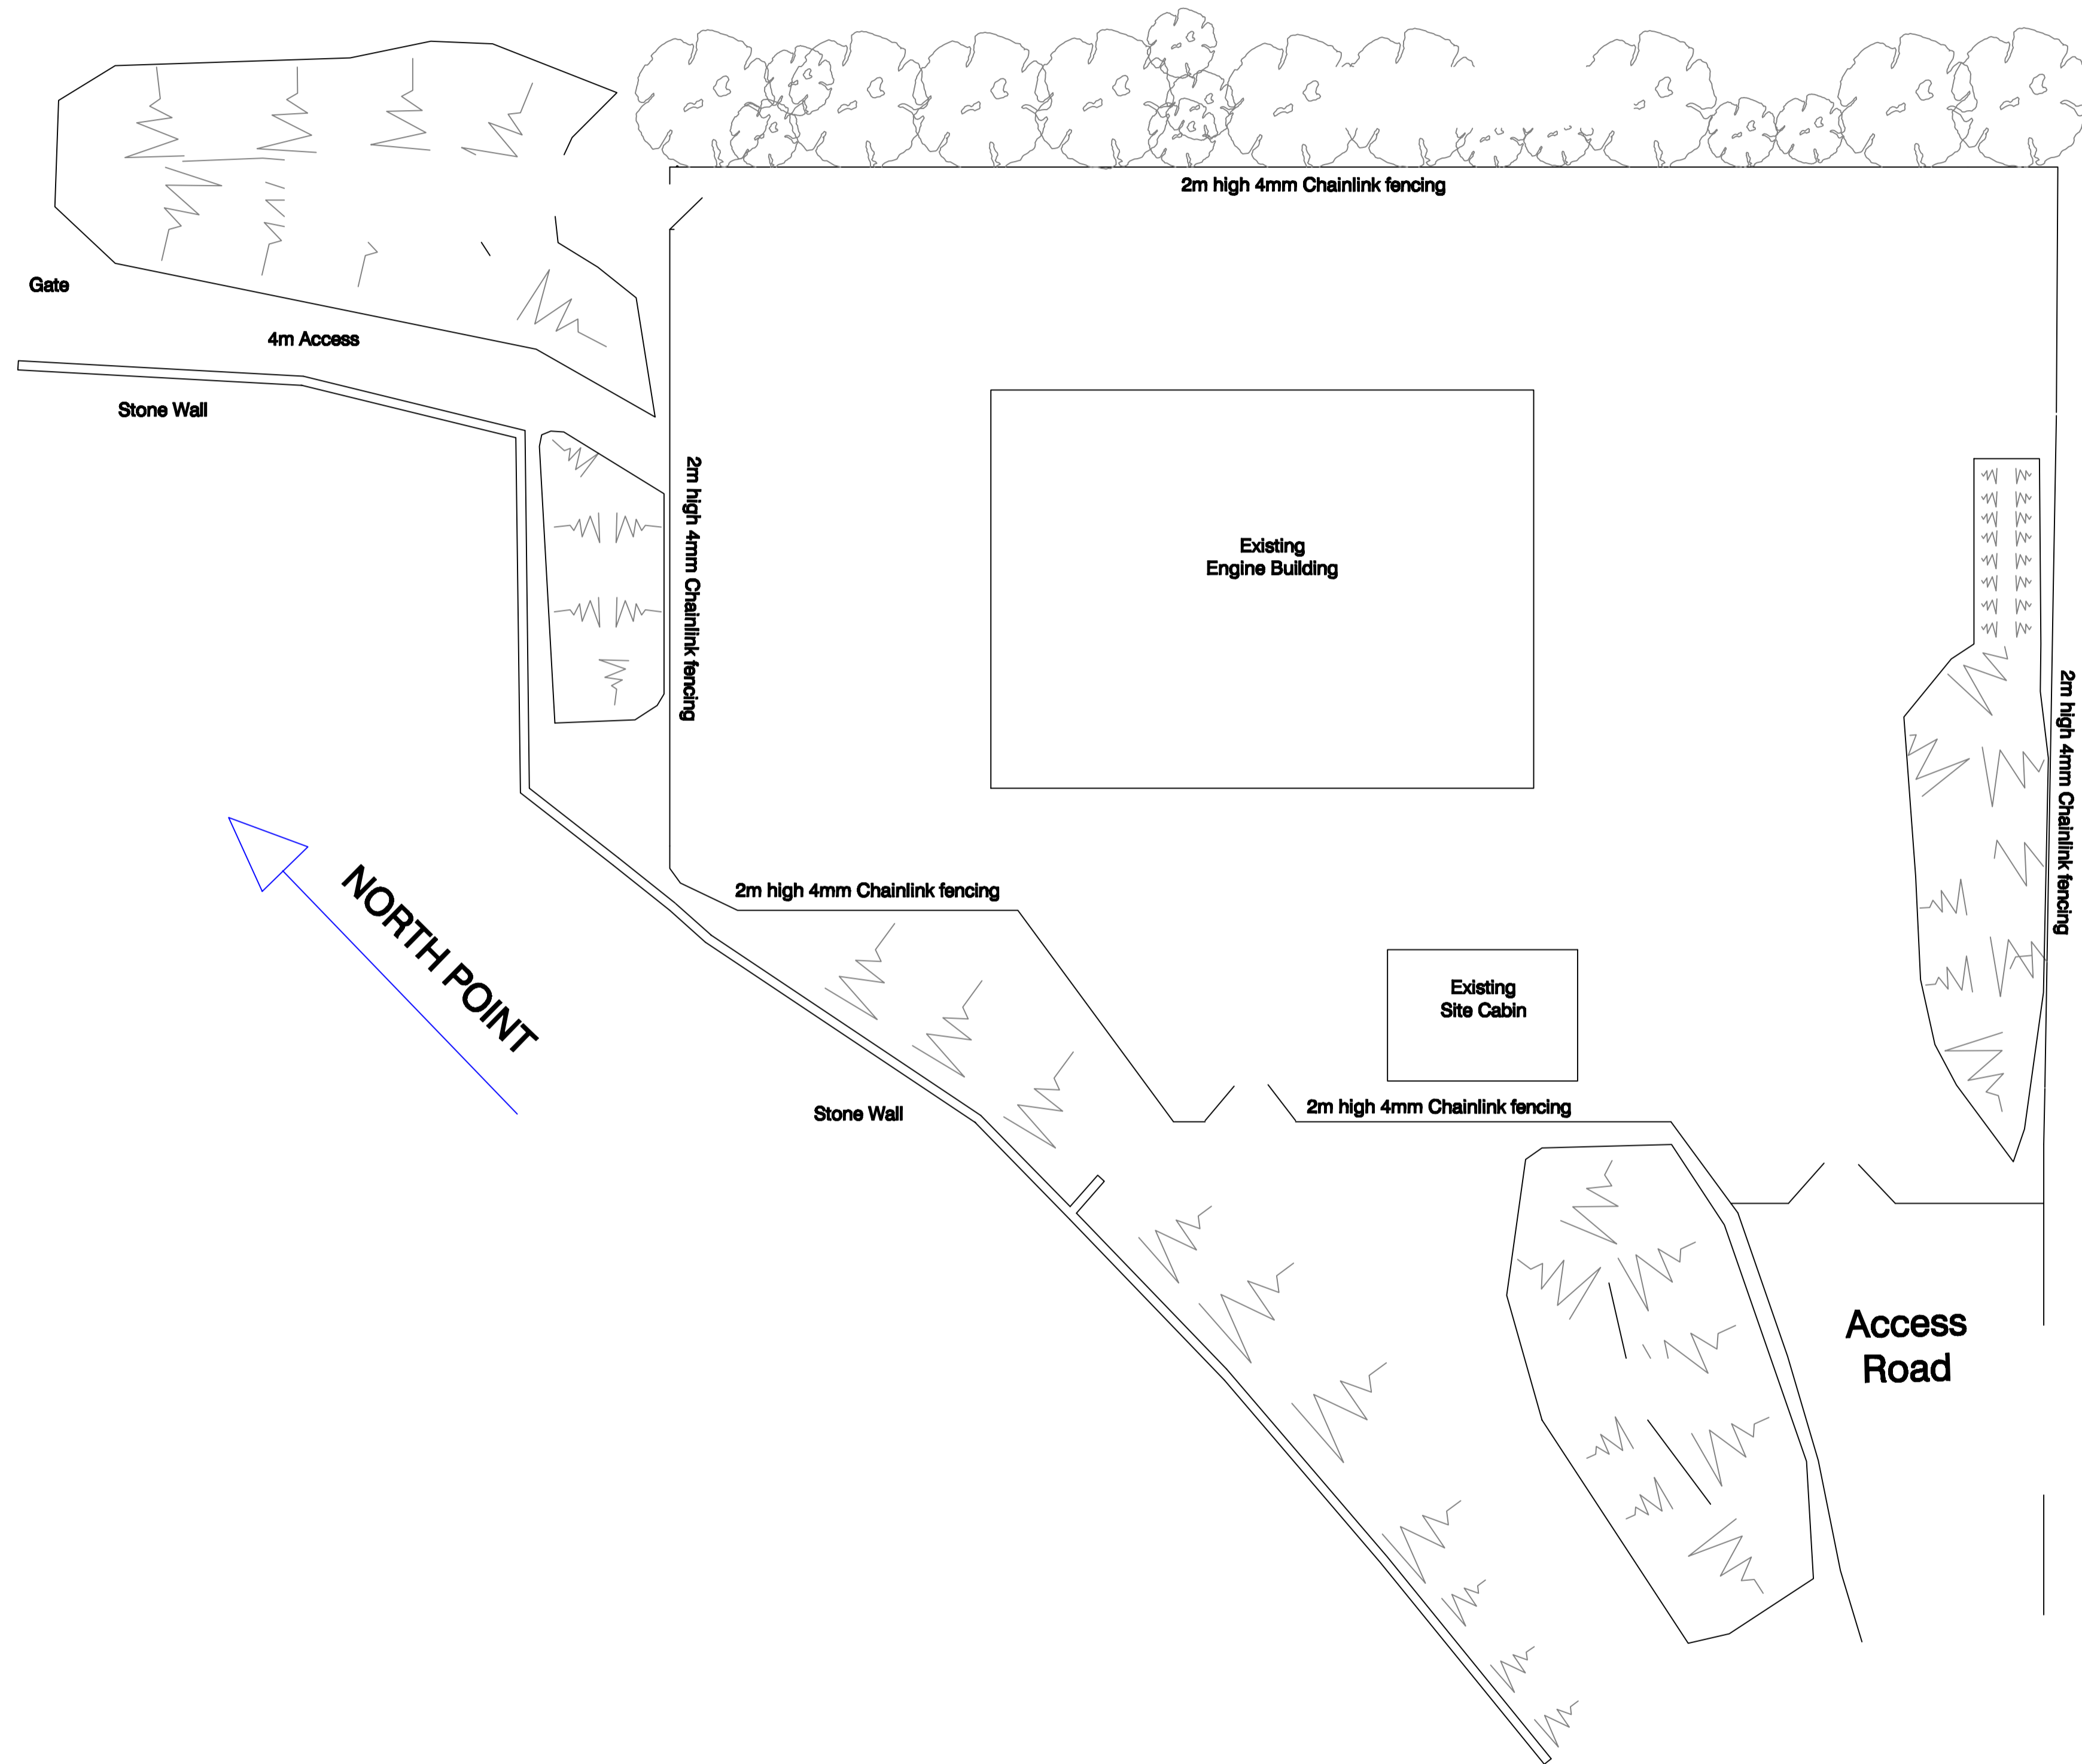 2m high 4mm Chainlink fencing
Gate
4m Access
Stone Wall
2m high 4mm Chainlink fencing
Existing
Engine Building
2m high 4mm Chainlink fencing
NORTH POINT
2m high 4mm Chainlink fencing
Existing
Site Cabin
2m high 4mm Chainlink fencing
Stone Wall
Access
Road